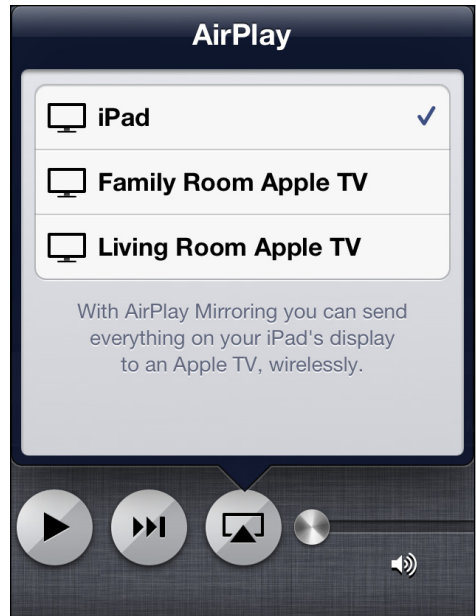 AirPlay
iPad
Family Room Apple TV
Living Room Apple TV
With AirPlay Mirroring you can send
everything on your iPad's display
to an Apple TV, wirelessly.